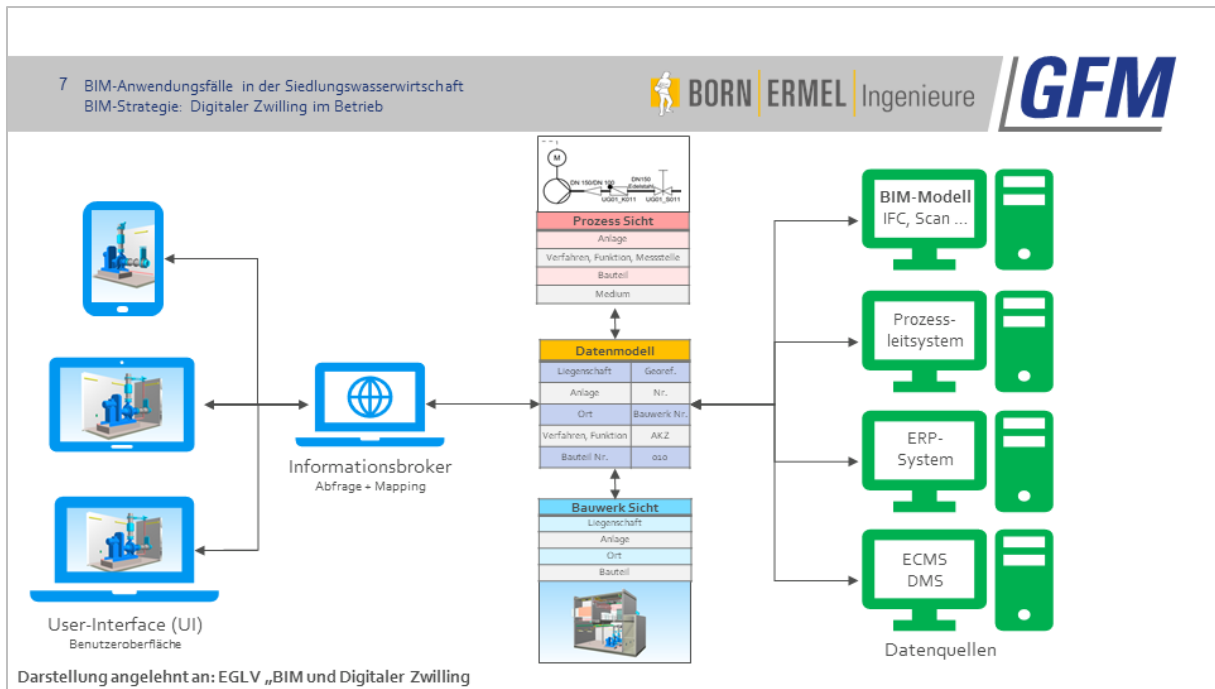 7 BIM-Anwendungsfälle in der Siedlungswasserwirtschaft
BIM-Strategie: Digitaler Zwilling im Betrieb
BORN ERMEL Ingenieure
GFM
M
DN 150/DN 100
DN150
Edelstahl
UG01_K011
UG01_S011
Prozess Sicht
Anlage
Verfahren, Funktion, Messstelle
Bauteil
Medium
Datenmodell
Liegenschaft Georef.
Anlage Nr.
Ort Bauwerk Nr.
Verfahren, Funktion AKZ
Bauteil Nr. 010
Bauwerk Sicht
Liegenschaft
Anlage
Ort
Bauteil
Informationsbroker
Abfrage + Mapping
User-Interface (UI)
Benutzeroberfläche
BIM-Modell
IFC, Scan ...
Prozess-
leitsystem
ERP-
System
ECMS
DMS
Datenquellen
Darstellung angelehnt an: EGLV „BIM und Digitaler Zwilling